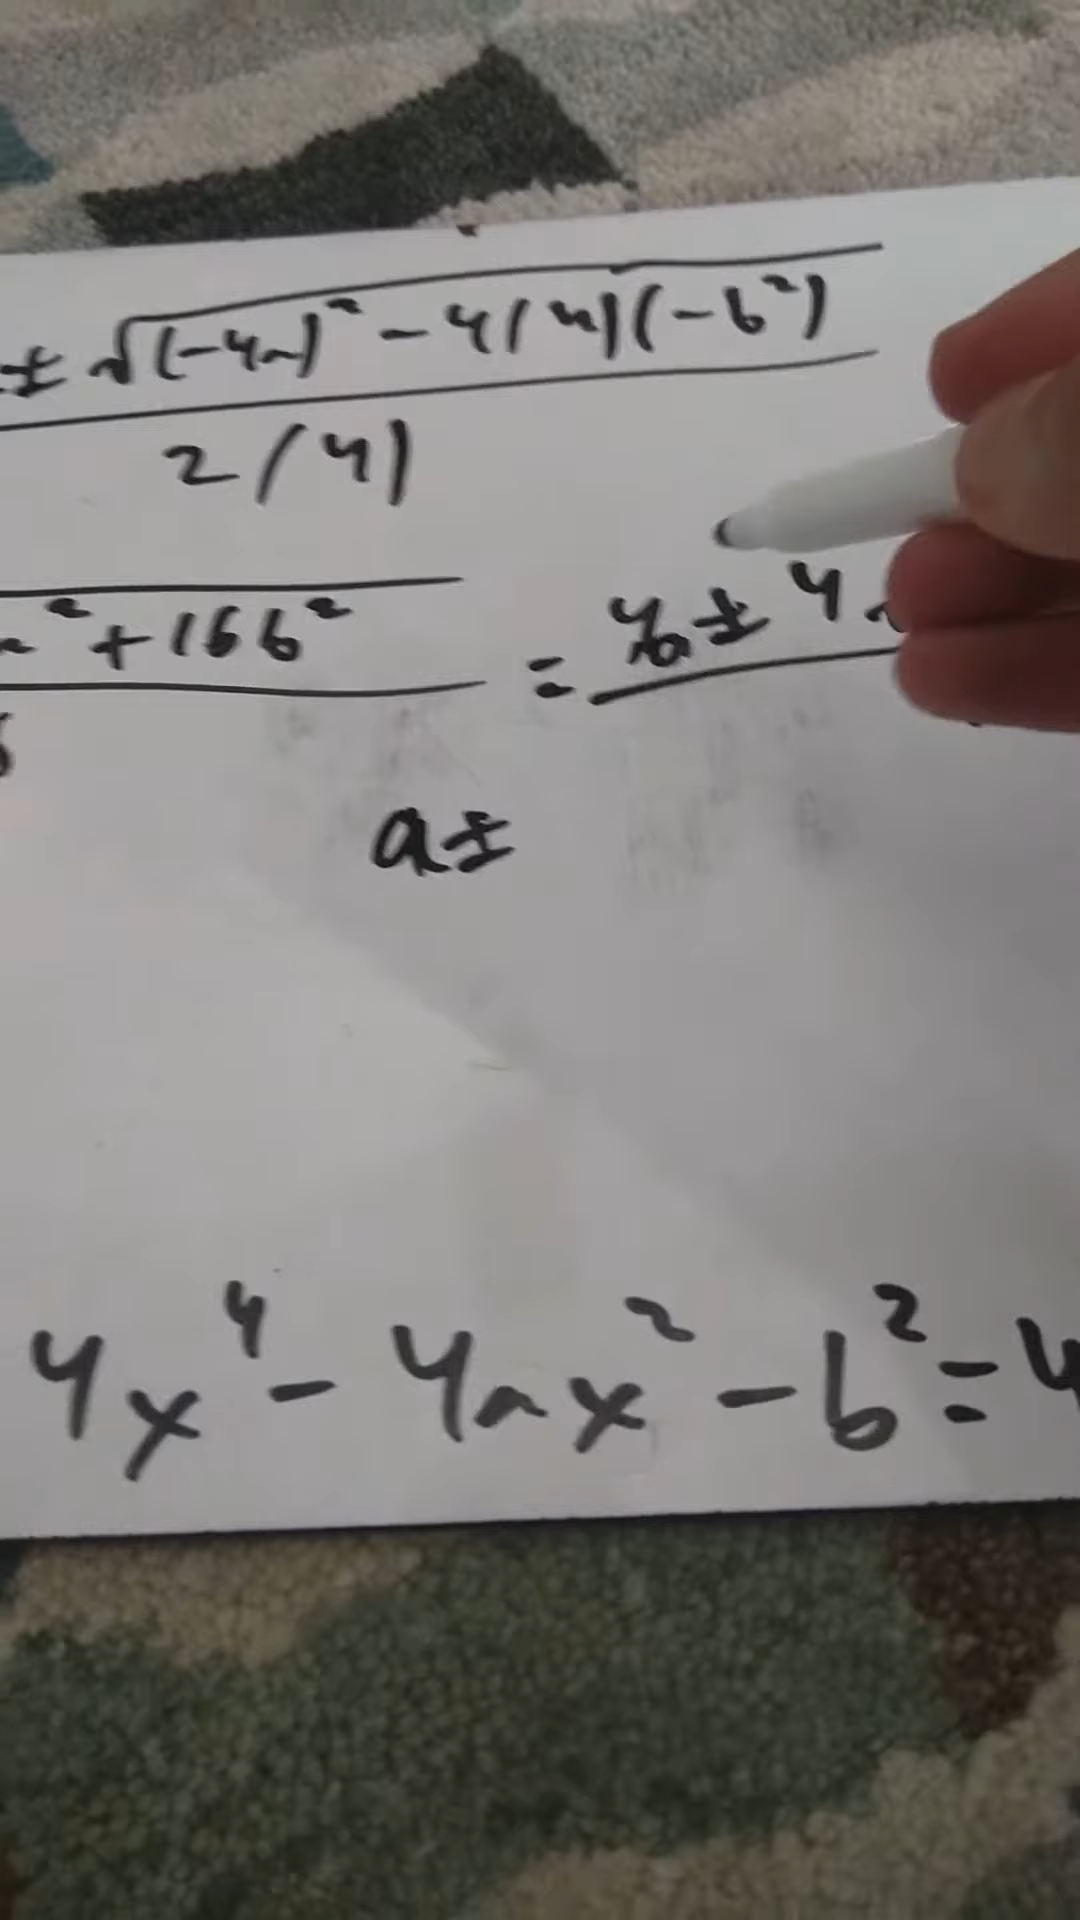 ± √(-4a)² - 4(4)(-b²)
2(4)
a² + 16b²
= 4a ± 4
a ±
4x⁴ - 4ax² - b² = 4